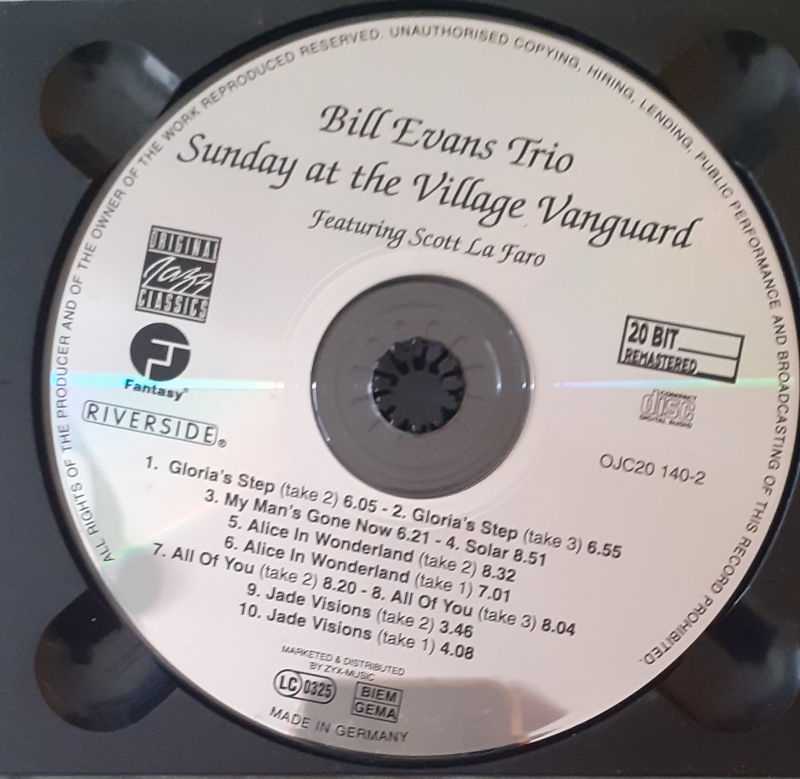 ALL RIGHTS OF THE PRODUCER AND OF THE OWNER OF THE WORK REPRODUCED RESERVED. UNAUTHORISED COPYING, HIRING, LENDING, PUBLIC PERFORMANCE AND BROADCASTING OF THIS RECORD PROHIBITED.
Bill Evans Trio
Sunday at the Village Vanguard
Featuring Scott La Faro
ORIGINAL
Jazz
CLASSICS
Fantasy®
RIVERSIDE®
20 BIT
REMASTERED
COMPACT
disc
DIGITAL AUDIO
OJC20 140-2
1. Gloria's Step (take 2) 6.05 - 2. Gloria's Step (take 3) 6.55
3. My Man's Gone Now 6.21 - 4. Solar 8.51
5. Alice In Wonderland (take 2) 8.32
6. Alice In Wonderland (take 1) 7.01
7. All Of You (take 2) 8.20 - 8. All Of You (take 3) 8.04
9. Jade Visions (take 2) 3.46
10. Jade Visions (take 1) 4.08
MARKETED & DISTRIBUTED
BY ZYX-MUSIC
LC 0325
BIEM
GEMA
MADE IN GERMANY